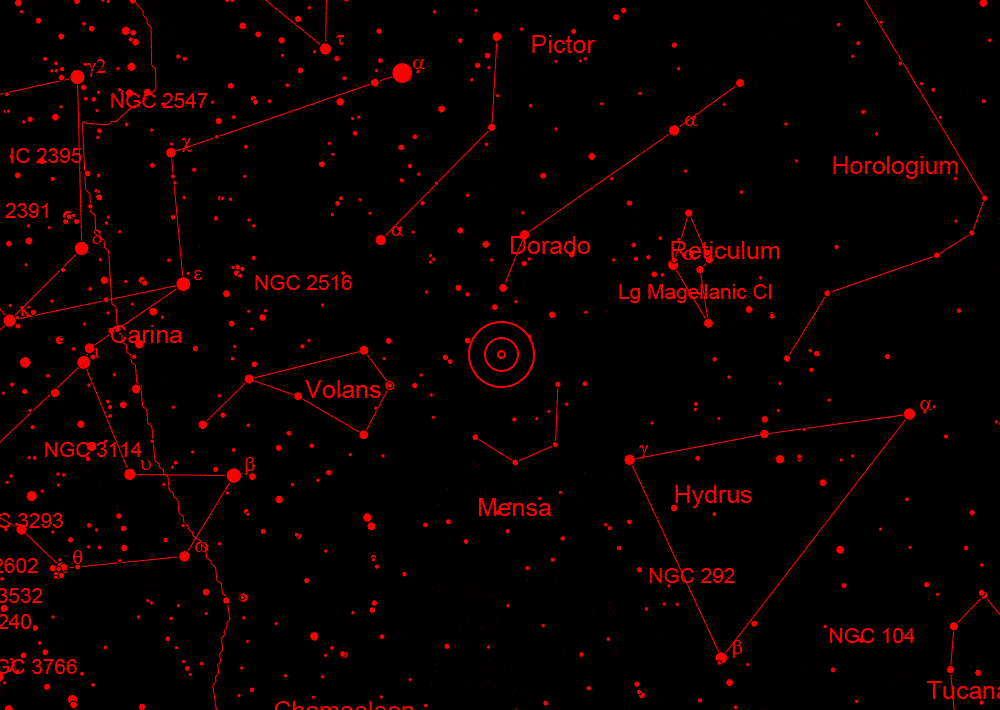 τ
Pictor
α
γ2
NGC 2547
α
χ
IC 2395
Horologium
2391
α
δ
Dorado
Reticulum
ε
NGC 2516
Lg Magellanic Cl
κ
Carina
ι
Volans
α
NGC 3114
γ
υ
β
Hydrus
Mensa
S 3293
ω
θ
2602
NGC 292
3532
240
NGC 104
β
GC 3766
Tucana
Chamaeleon